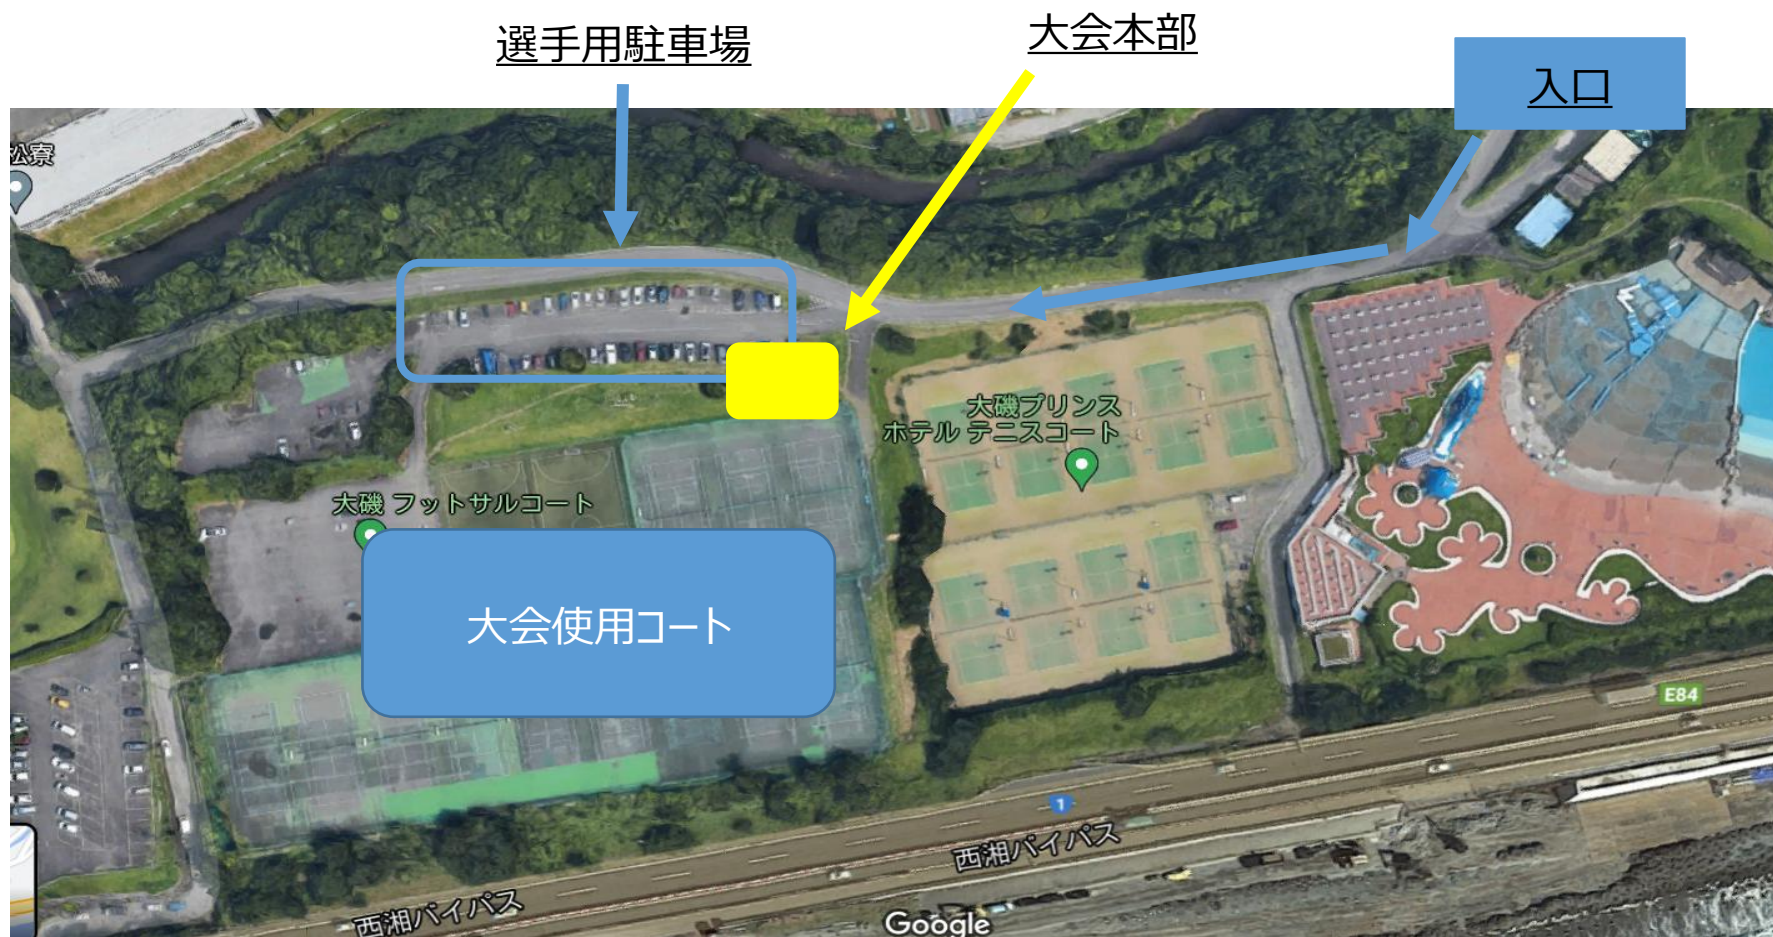 選手用駐車場
大会本部
入口
松寮
大磯プリンス
ホテル テニスコート
大磯 フットサルコート
大会使用コート
E84
1
西湘バイパス
西湘バイパス
Google